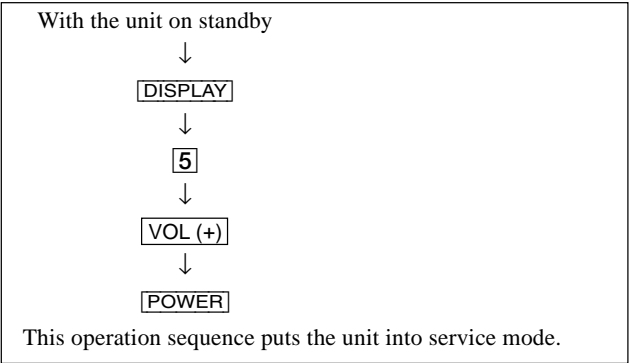 With the unit on standby
↓
DISPLAY
↓
5
↓
VOL (+)
↓
POWER
This operation sequence puts the unit into service mode.